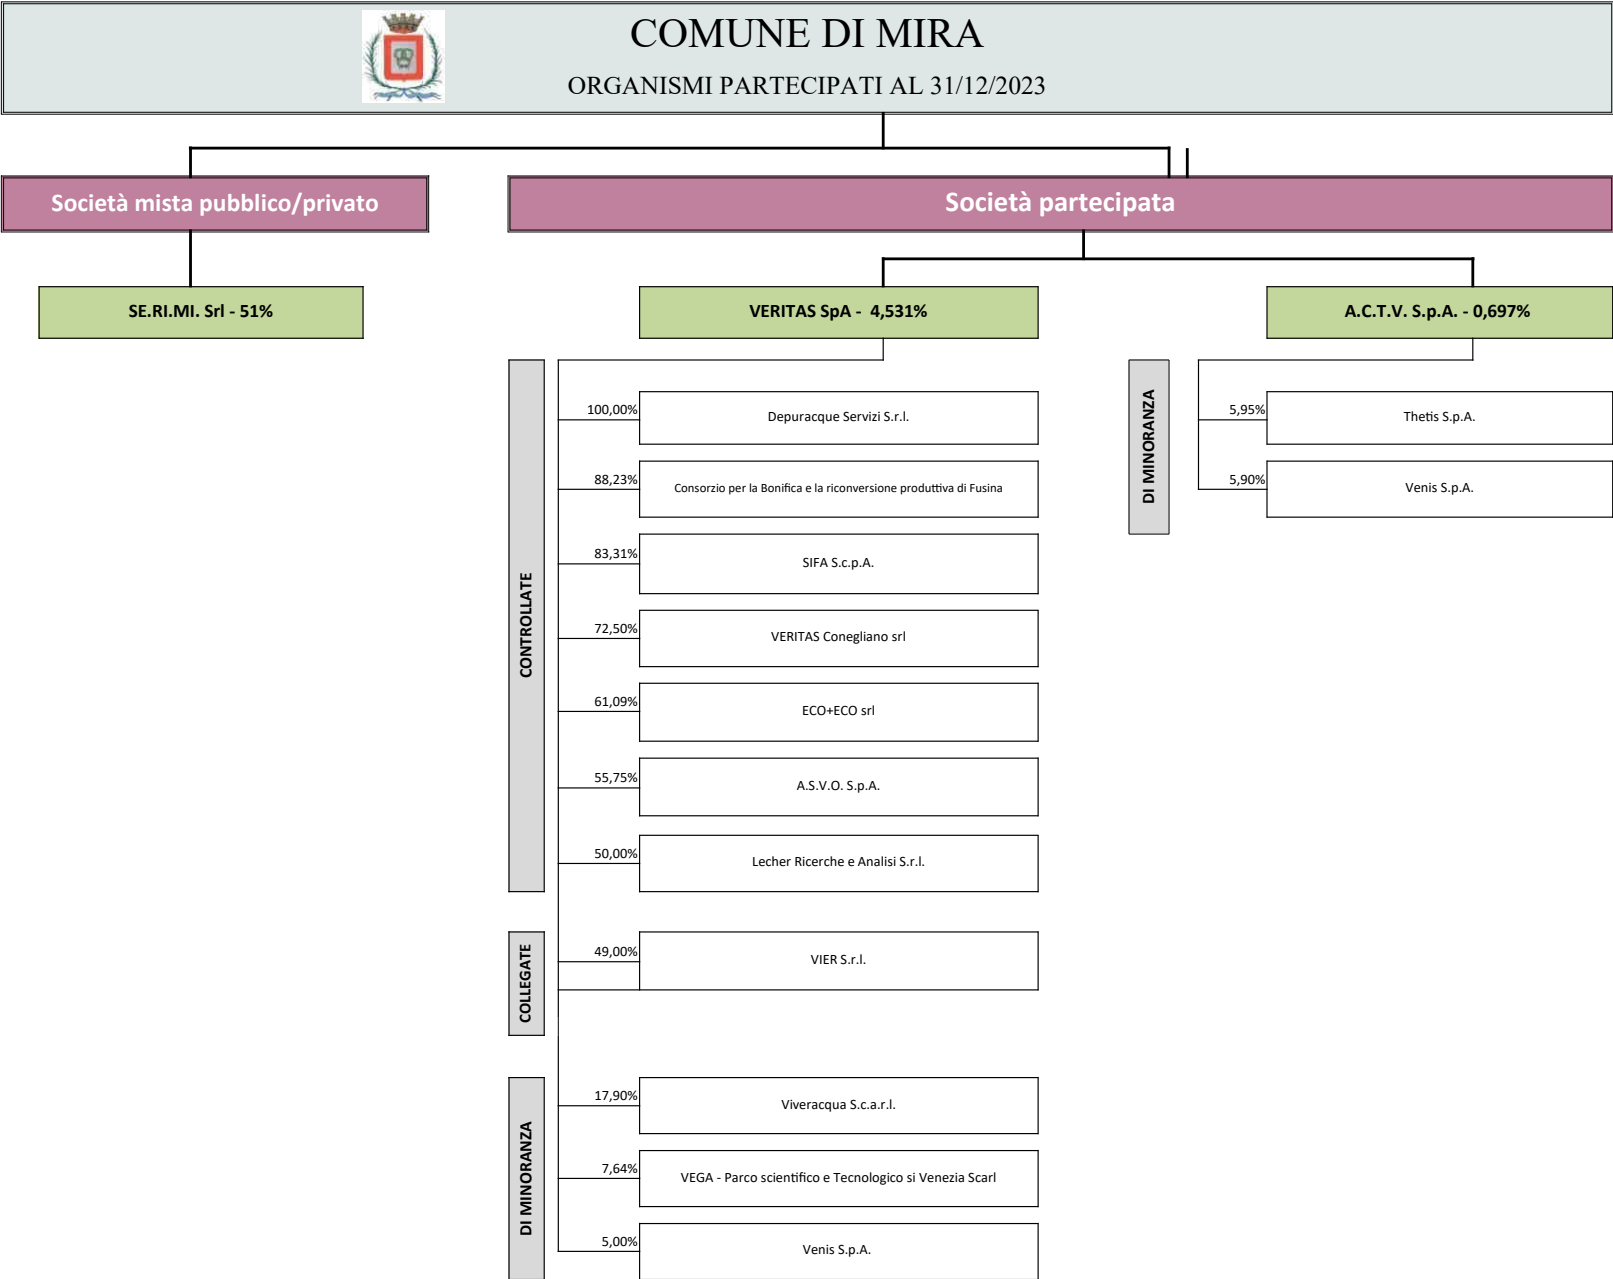 COMUNE DI MIRA
ORGANISMI PARTECIPATI AL 31/12/2023
Società mista pubblico/privato
Società partecipata
SE.RI.MI. Srl - 51%
VERITAS SpA -  4,531%
A.C.T.V. S.p.A. - 0,697%
CONTROLLATE
100,00%
Depuracque Servizi S.r.l.
88,23%
Consorzio per la Bonifica e la riconversione produttiva di Fusina
83,31%
SIFA S.c.p.A.
72,50%
VERITAS Conegliano srl
61,09%
ECO+ECO srl
55,75%
A.S.V.O. S.p.A.
50,00%
Lecher Ricerche e Analisi S.r.l.
COLLEGATE
49,00%
VIER S.r.l.
DI MINORANZA
17,90%
Viveracqua S.c.a.r.l.
7,64%
VEGA - Parco scientifico e Tecnologico si Venezia Scarl
5,00%
Venis S.p.A.
DI MINORANZA
5,95%
Thetis S.p.A.
5,90%
Venis S.p.A.